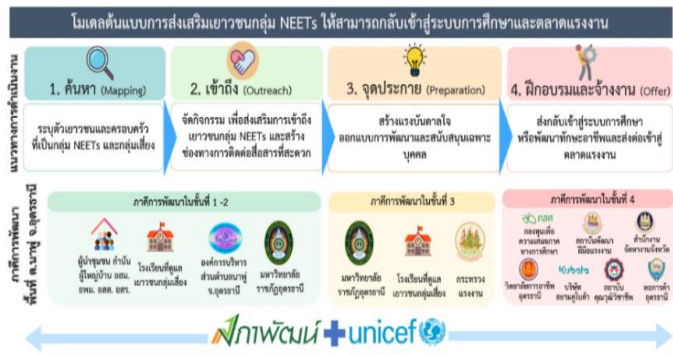 โมเดลต้นแบบการส่งเสริมเยาวชนกลุ่ม NEETs ให้สามารถกลับเข้าสู่ระบบการศึกษาและตลาดแรงงาน
แนวทางการดำเนินงาน
1. ค้นหา (Mapping)
ระบุตัวเยาวชนและครอบครัว
ที่เป็นกลุ่ม NEETs และกลุ่มเสี่ยง
2. เข้าถึง (Outreach)
จัดกิจกรรม เพื่อส่งเสริมการเข้าถึง
เยาวชนกลุ่ม NEETs และสร้าง
ช่องทางการติดต่อสื่อสารที่สะดวก
3. จุดประกาย (Preparation)
สร้างแรงบันดาลใจ
ออกแบบการพัฒนาและสนับสนุนเฉพาะ
บุคคล
4. ฝึกอบรมและจ้างงาน (Offer)
ส่งกลับเข้าสู่ระบบการศึกษา
หรือพัฒนาทักษะอาชีพและส่งต่อเข้าสู่
ตลาดแรงงาน
ภาคีการพัฒนา
พื้นที่ ต.นาพู่ จ.อุดรธานี
ภาคีการพัฒนาในขั้นที่ 1 -2
ผู้นำชุมชน กำนัน
ผู้ใหญ่บ้าน อสม.
อพม. อสต. อตร.
โรงเรียนที่ดูแล
เยาวชนกลุ่มเสี่ยง
องค์การบริหาร
ส่วนตำบลนาพู่
จ.อุดรธานี
มหาวิทยาลัย
ราชภัฏอุดรธานี
ภาคีการพัฒนาในขั้นที่ 3
มหาวิทยาลัย
ราชภัฏอุดรธานี
โรงเรียนที่ดูแล
เยาวชนกลุ่มเสี่ยง
กระทรวง
แรงงาน
ภาคีการพัฒนาในขั้นที่ 4
กสศ
กองทุนเพื่อ
ความเสมอภาค
ทางการศึกษา
สถาบันพัฒนา
ฝีมือแรงงาน
สำนักงาน
จัดหางานจังหวัด
วิทยาลัยการอาชีพ
อุดรธานี
Kubota
บริษัท
สยามคูโบต้า
สถาบัน
คุณวุฒิวิชาชีพ
หอการค้า
อุดรธานี
สภาพัฒน์ + unicef